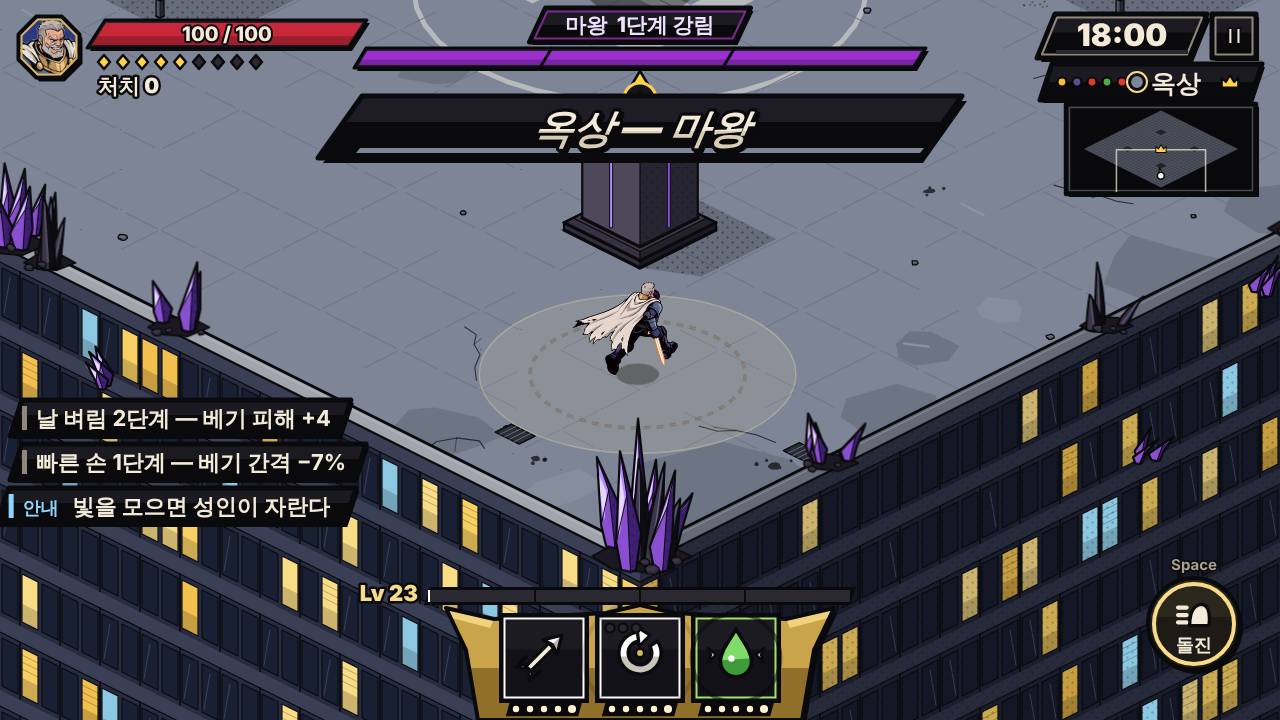 100 / 100
처치 0
마왕 1단계 강림
옥상 — 마왕
18:00
옥상
날 벼림 2단계 — 베기 피해 +4
빠른 손 1단계 — 베기 간격 −7%
안내 빛을 모으면 성인이 자란다
Lv 23
Space
돌진